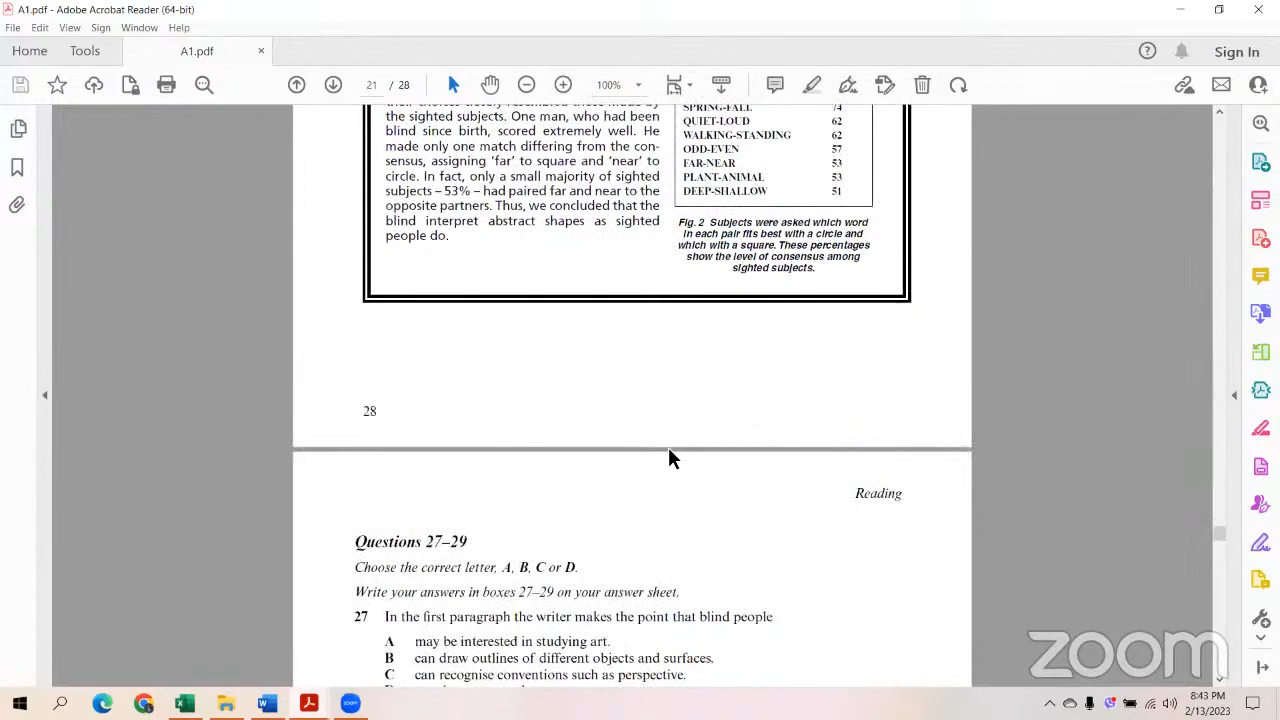 A1.pdf - Adobe Acrobat Reader (64-bit)
File Edit View Sign Window Help
Home Tools A1.pdf × Sign In
21 / 28 100%
the sighted subjects. One man, who had been
blind since birth, scored extremely well. He
made only one match differing from the con-
sensus, assigning ‘far’ to square and ‘near’ to
circle. In fact, only a small majority of sighted
subjects – 53% – had paired far and near to the
opposite partners. Thus, we concluded that the
blind interpret abstract shapes as sighted
people do.
SPRING-FALL 74
QUIET-LOUD 62
WALKING-STANDING 62
ODD-EVEN 57
FAR-NEAR 53
PLANT-ANIMAL 53
DEEP-SHALLOW 51
Fig. 2 Subjects were asked which word
in each pair fits best with a circle and
which with a square. These percentages
show the level of consensus among
sighted subjects.
28
Reading
Questions 27–29
Choose the correct letter, A, B, C or D.
Write your answers in boxes 27–29 on your answer sheet.
27 In the first paragraph the writer makes the point that blind people
A may be interested in studying art.
B can draw outlines of different objects and surfaces.
C can recognise conventions such as perspective.
zoom
zoom
8:43 PM
2/13/2023